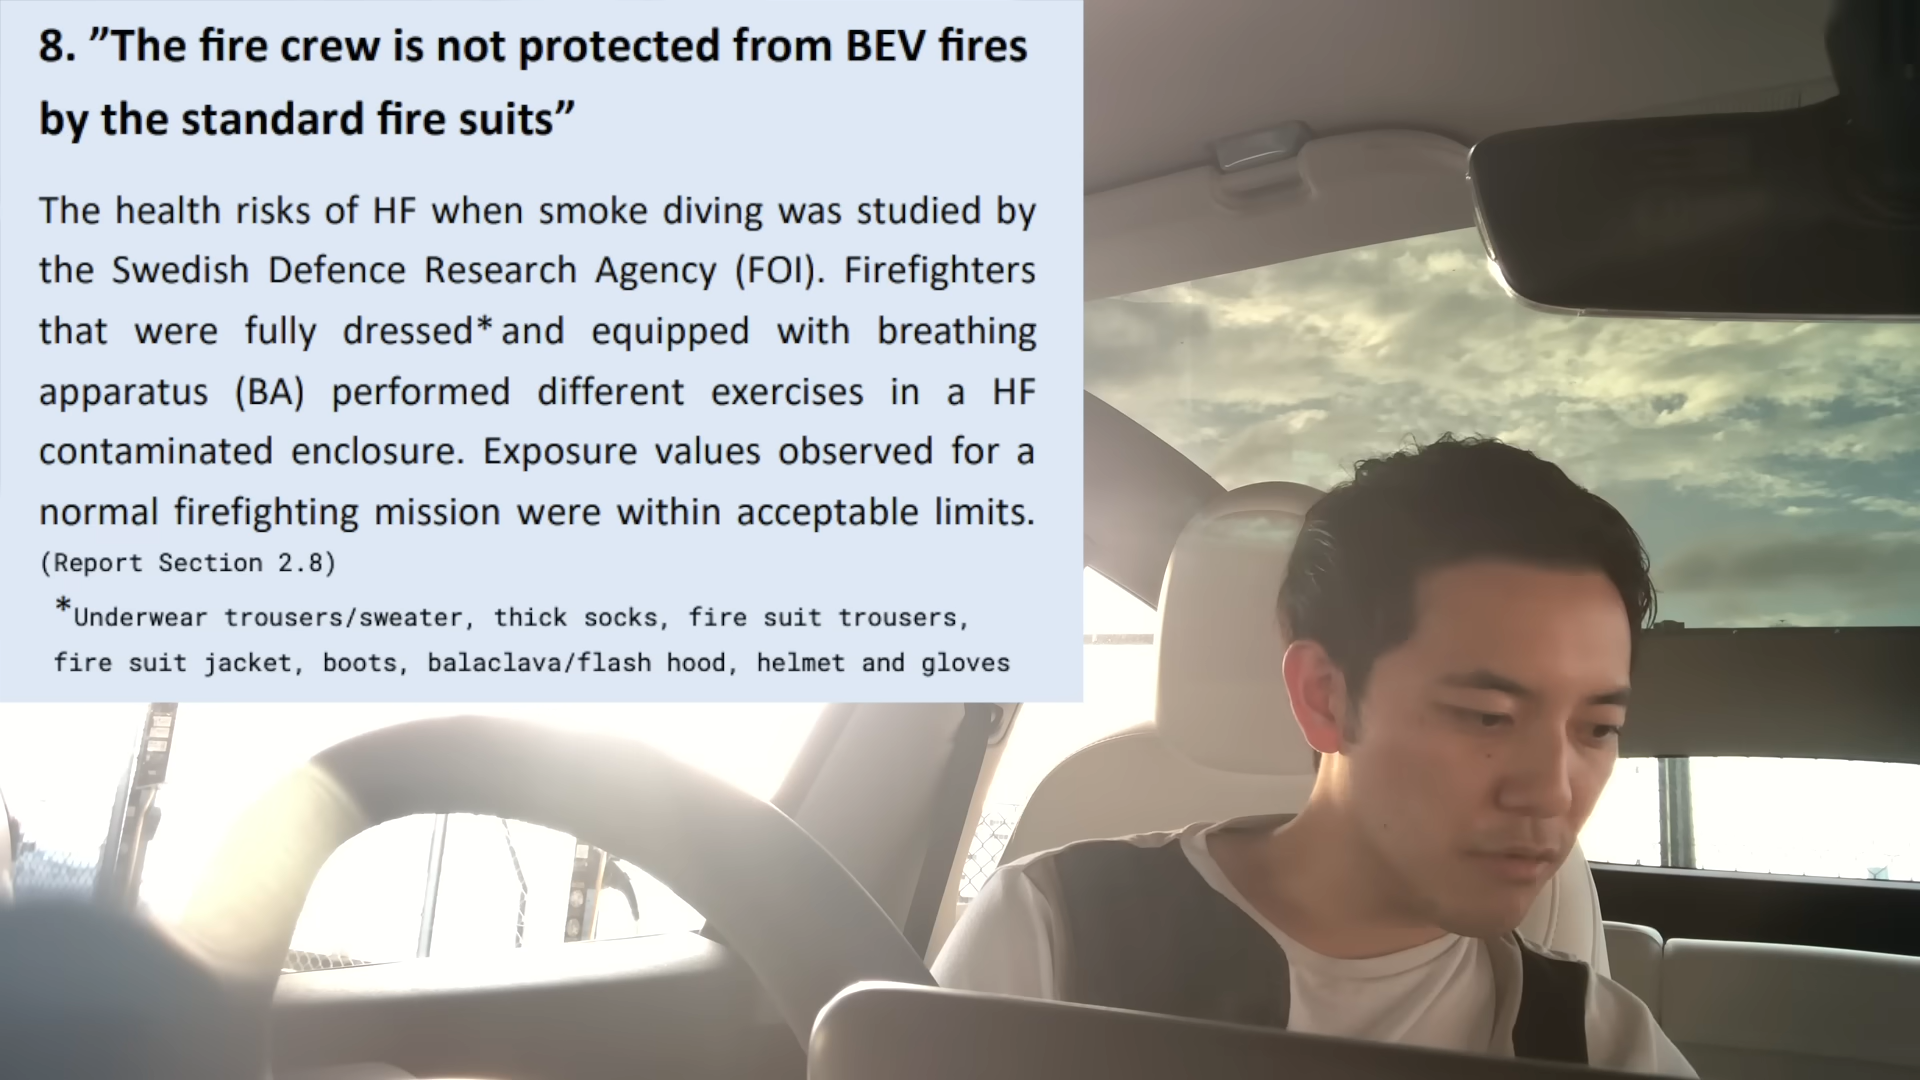 8. ”The fire crew is not protected from BEV fires
by the standard fire suits”
The health risks of HF when smoke diving was studied by
the Swedish Defence Research Agency (FOI). Firefighters
that were fully dressed* and equipped with breathing
apparatus (BA) performed different exercises in a HF
contaminated enclosure. Exposure values observed for a
normal firefighting mission were within acceptable limits.
(Report Section 2.8)
*Underwear trousers/sweater, thick socks, fire suit trousers,
fire suit jacket, boots, balaclava/flash hood, helmet and gloves